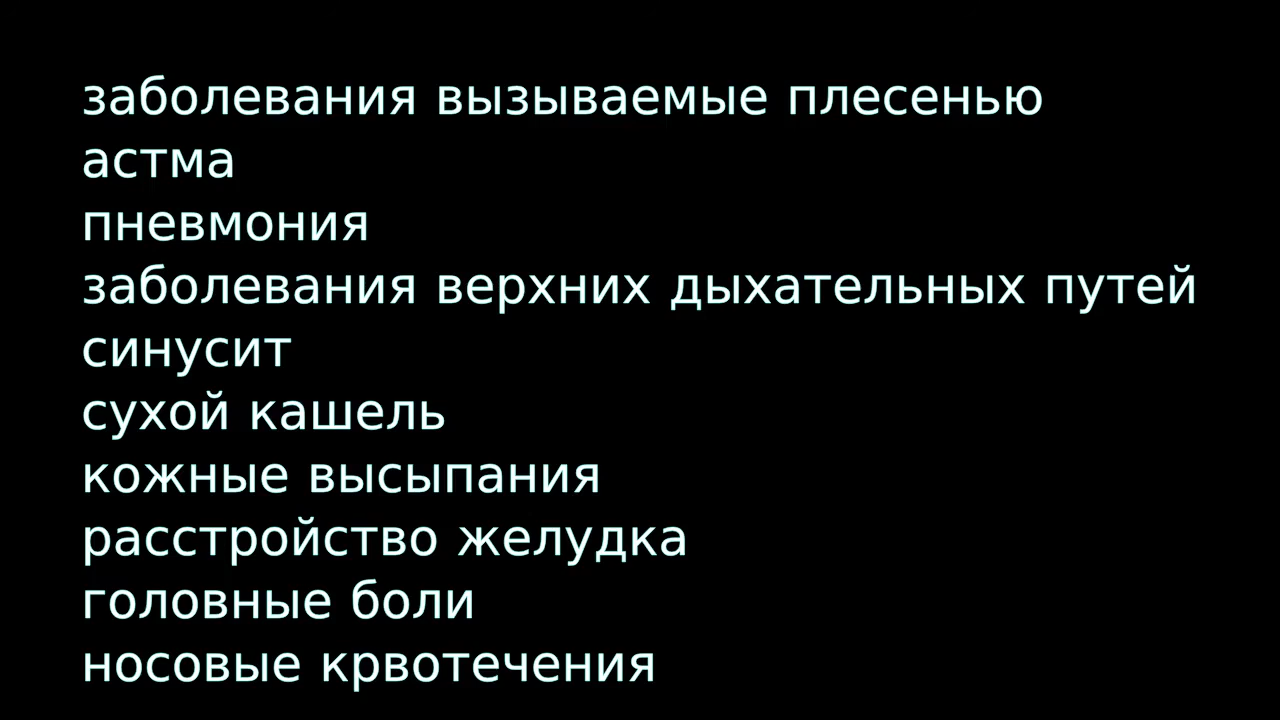 заболевания вызываемые плесенью
астма
пневмония
заболевания верхних дыхательных путей
синусит
сухой кашель
кожные высыпания
расстройство желудка
головные боли
носовые крвотечения